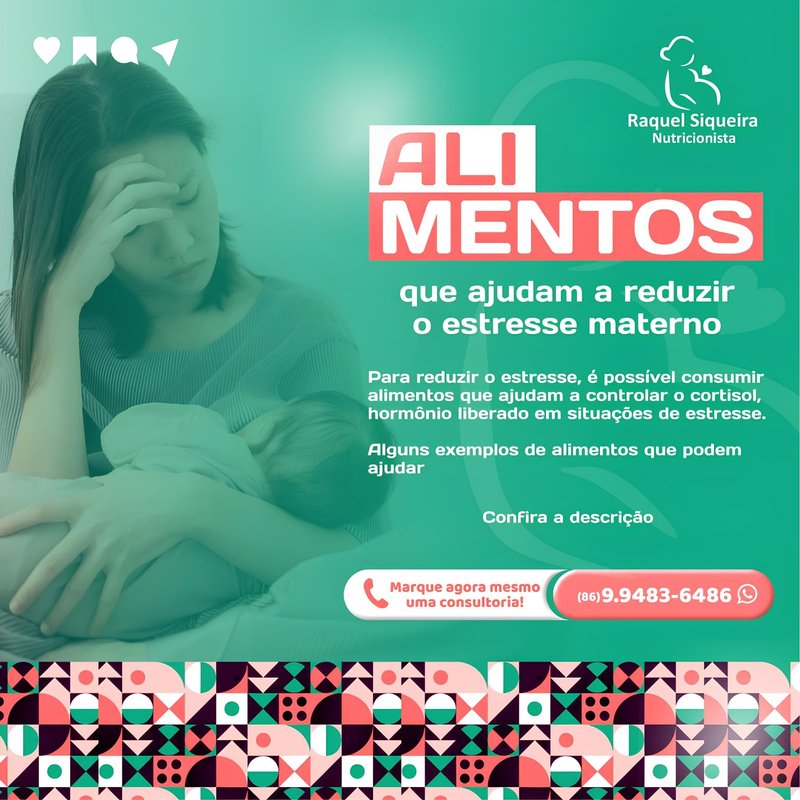 Raquel Siqueira
Nutricionista
ALI
MENTOS
que ajudam a reduzir
o estresse materno
Para reduzir o estresse, é possível consumir
alimentos que ajudam a controlar o cortisol,
hormônio liberado em situações de estresse.
Alguns exemplos de alimentos que podem
ajudar
Confira a descrição
Marque agora mesmo
uma consultoria!
(86)9.9483-6486